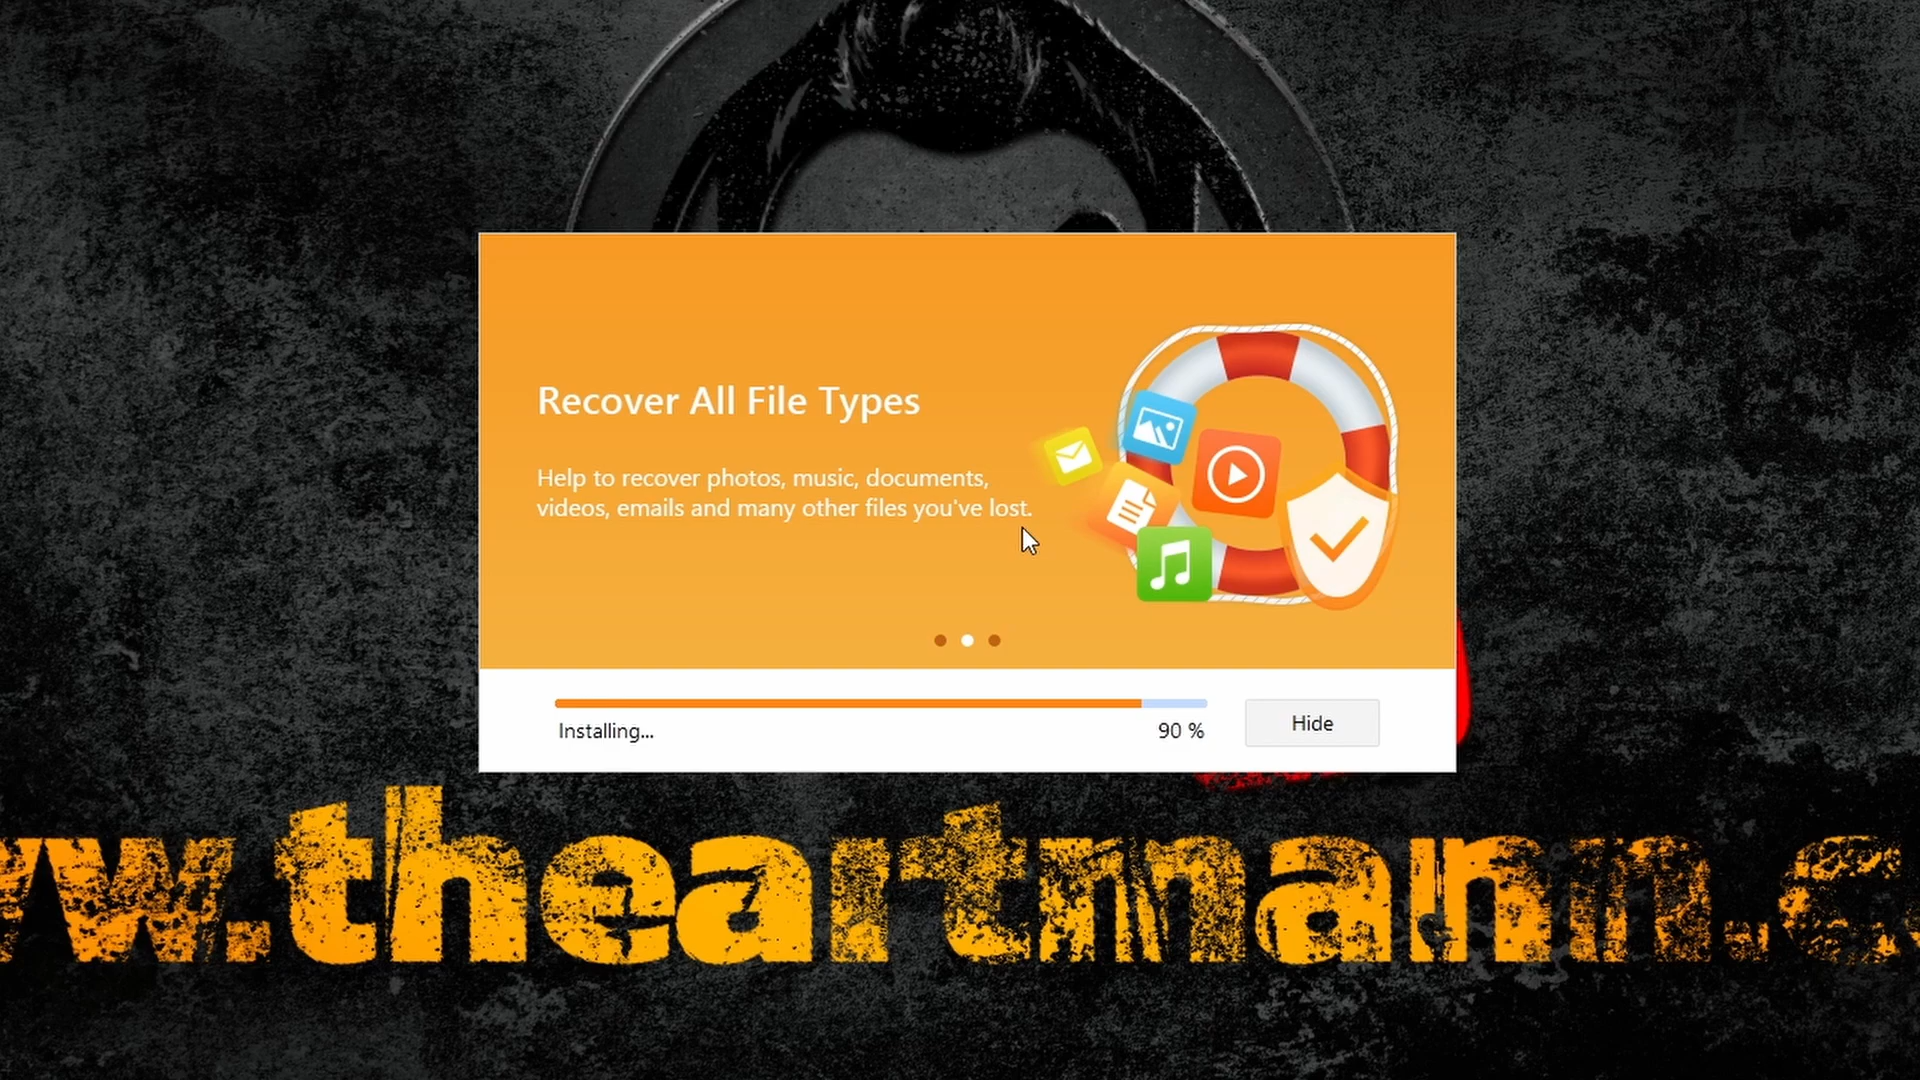 Recover All File Types
Help to recover photos, music, documents,
videos, emails and many other files you've lost.
Installing...
90 %
Hide
w.theartmann.c